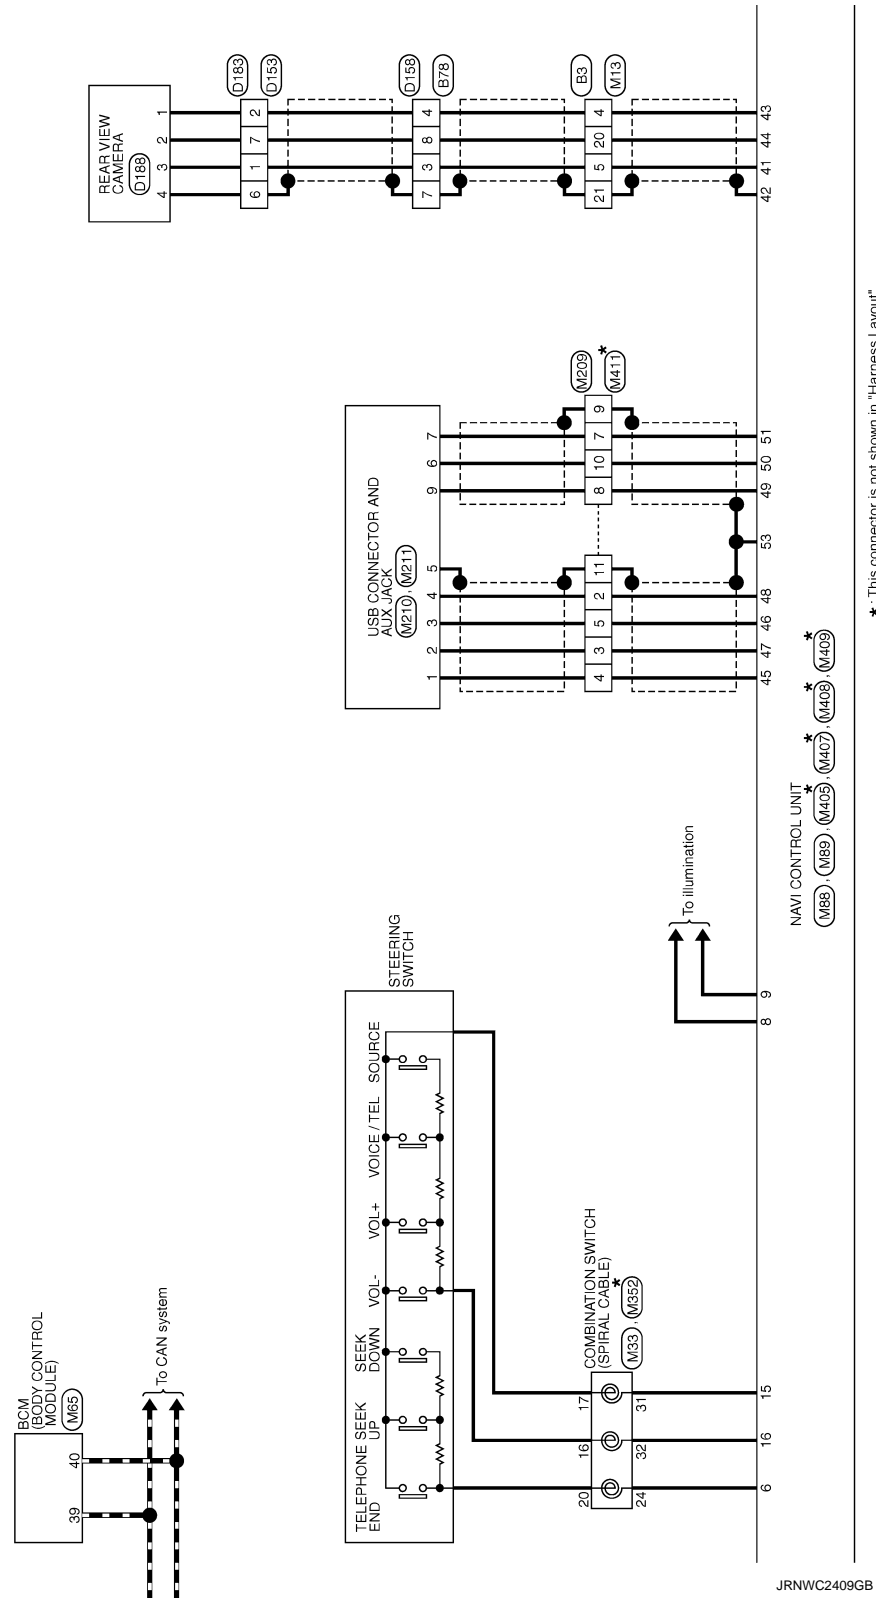 BCM
(BODY CONTROL
MODULE)
M65
39 40
To CAN system
STEERING
SWITCH
TELEPHONE
END
SEEK
UP
SEEK
DOWN
VOL-
VOL+
VOICE / TEL
SOURCE
COMBINATION SWITCH
(SPIRAL CABLE)
M33 , M352 *
20 16 17
24 32 31
6 16 15
To illumination
8 9
REAR VIEW
CAMERA
D188
4 3 2 1
6 1 7 2
D183
D153
7 3 8 4
D158
B78
21 5 20 4
B3
M13
42 41 44 43
USB CONNECTOR AND
AUX JACK
M210 , M211
1 2 3 4 5 9 6 7
4 3 5 2 11 8 10 7 9
M209
M411 *
45 47 46 48 53 49 50 51
NAVI CONTROL UNIT
M88 , M89 , M405 * , M407 * , M408 * , M409 *
* : This connector is not shown in "Harness Layout"
JRNWC2409GB